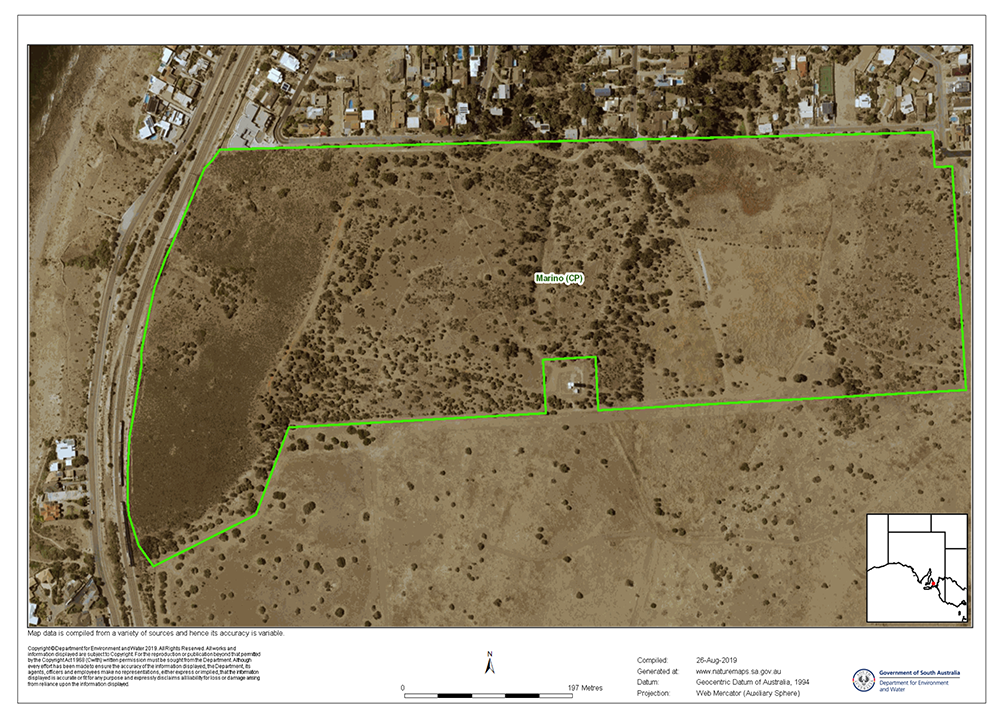 Marino (CP)
Map data is compiled from a variety of sources and hence its accuracy is variable.
Copyright©Department for Environment and Water 2019. All Rights Reserved. All works and
information displayed are subject to Copyright. For the reproduction or publication beyond that permitted
by the Copyright Act 1968 (Cwlth) written permission must be sought from the Department. Although
every effort has been made to ensure the accuracy of the information displayed, the Department, its
agents, officers and employees make no representations, either express or implied, that the information
displayed is accurate or fit for any purpose and expressly disclaims all liability for loss or damage arising
from reliance upon the information displayed.
N
0 197 Metres
Compiled: 26-Aug-2019
Generated at: www.naturemaps.sa.gov.au
Datum: Geocentric Datum of Australia, 1994
Projection: Web Mercator (Auxiliary Sphere)
Government of South Australia
Department for Environment
and Water